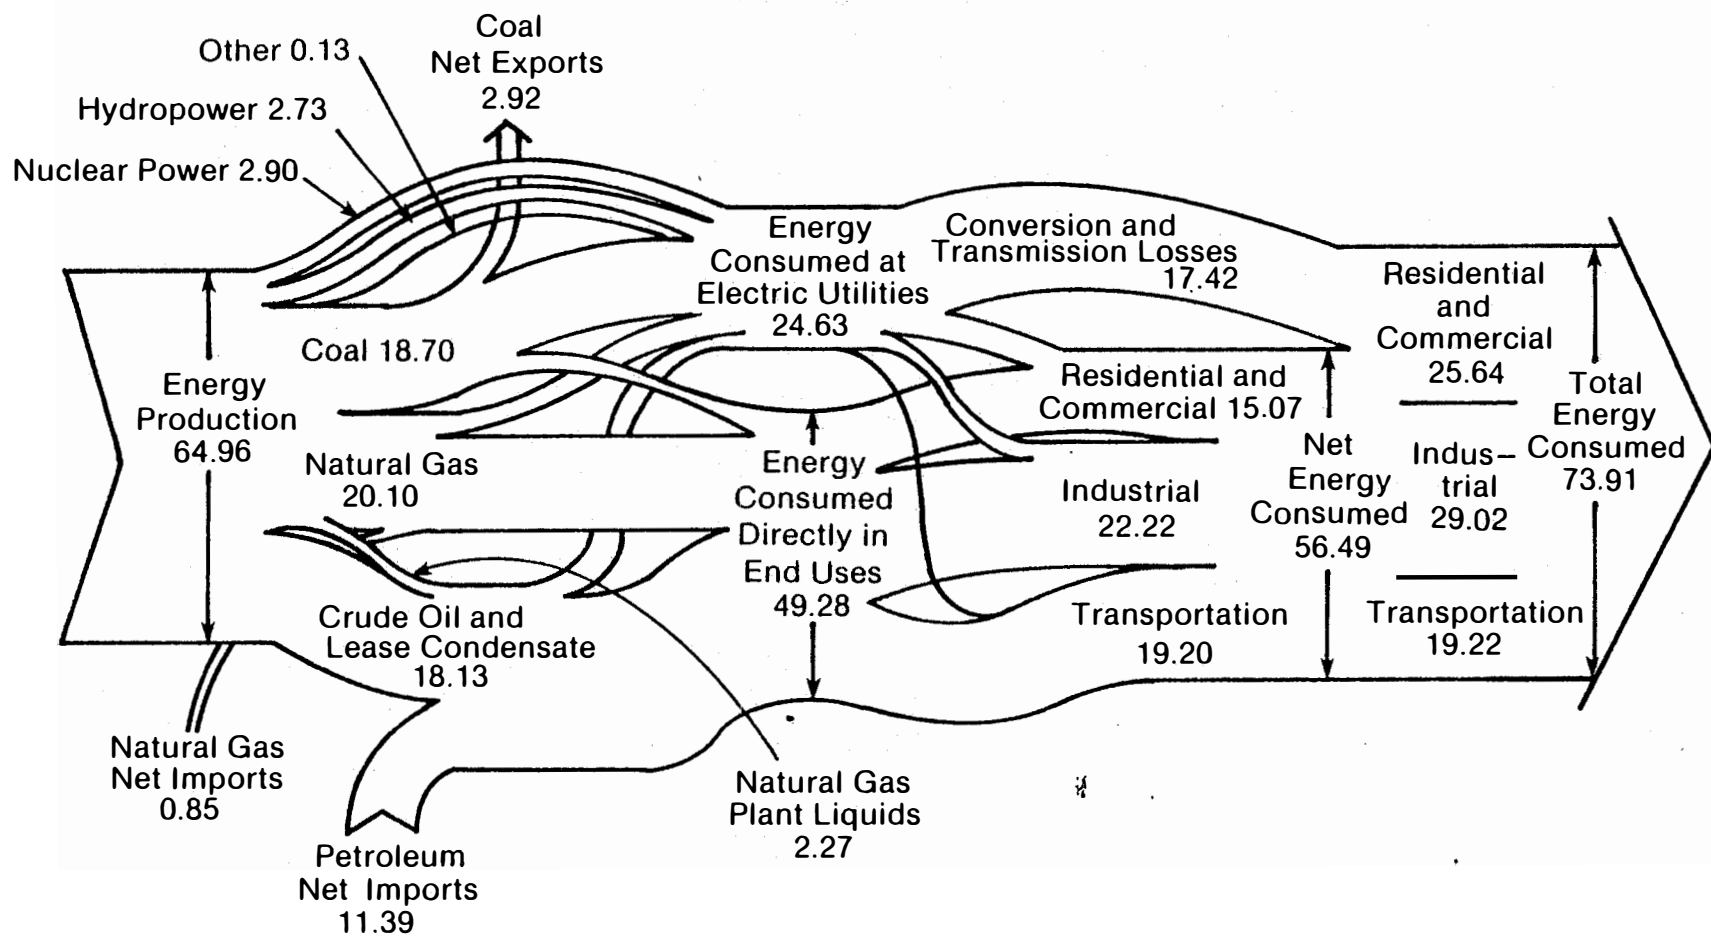 Coal
Net Exports
2.92
Other 0.13
Hydropower 2.73
Nuclear Power 2.90
Energy
Production
64.96
Coal 18.70
Natural Gas
20.10
Crude Oil and
Lease Condensate
18.13
Natural Gas
Net Imports
0.85
Petroleum
Net Imports
11.39
Natural Gas
Plant Liquids
2.27
Energy
Consumed at
Electric Utilities
24.63
Energy
Consumed
Directly in
End Uses
49.28
Conversion and
Transmission Losses
17.42
Residential and
Commercial 15.07
Industrial
22.22
Transportation
19.20
Net
Energy
Consumed
56.49
Residential
and
Commercial
25.64
Indus–
trial
29.02
Transportation
19.22
Total
Energy
Consumed
73.91